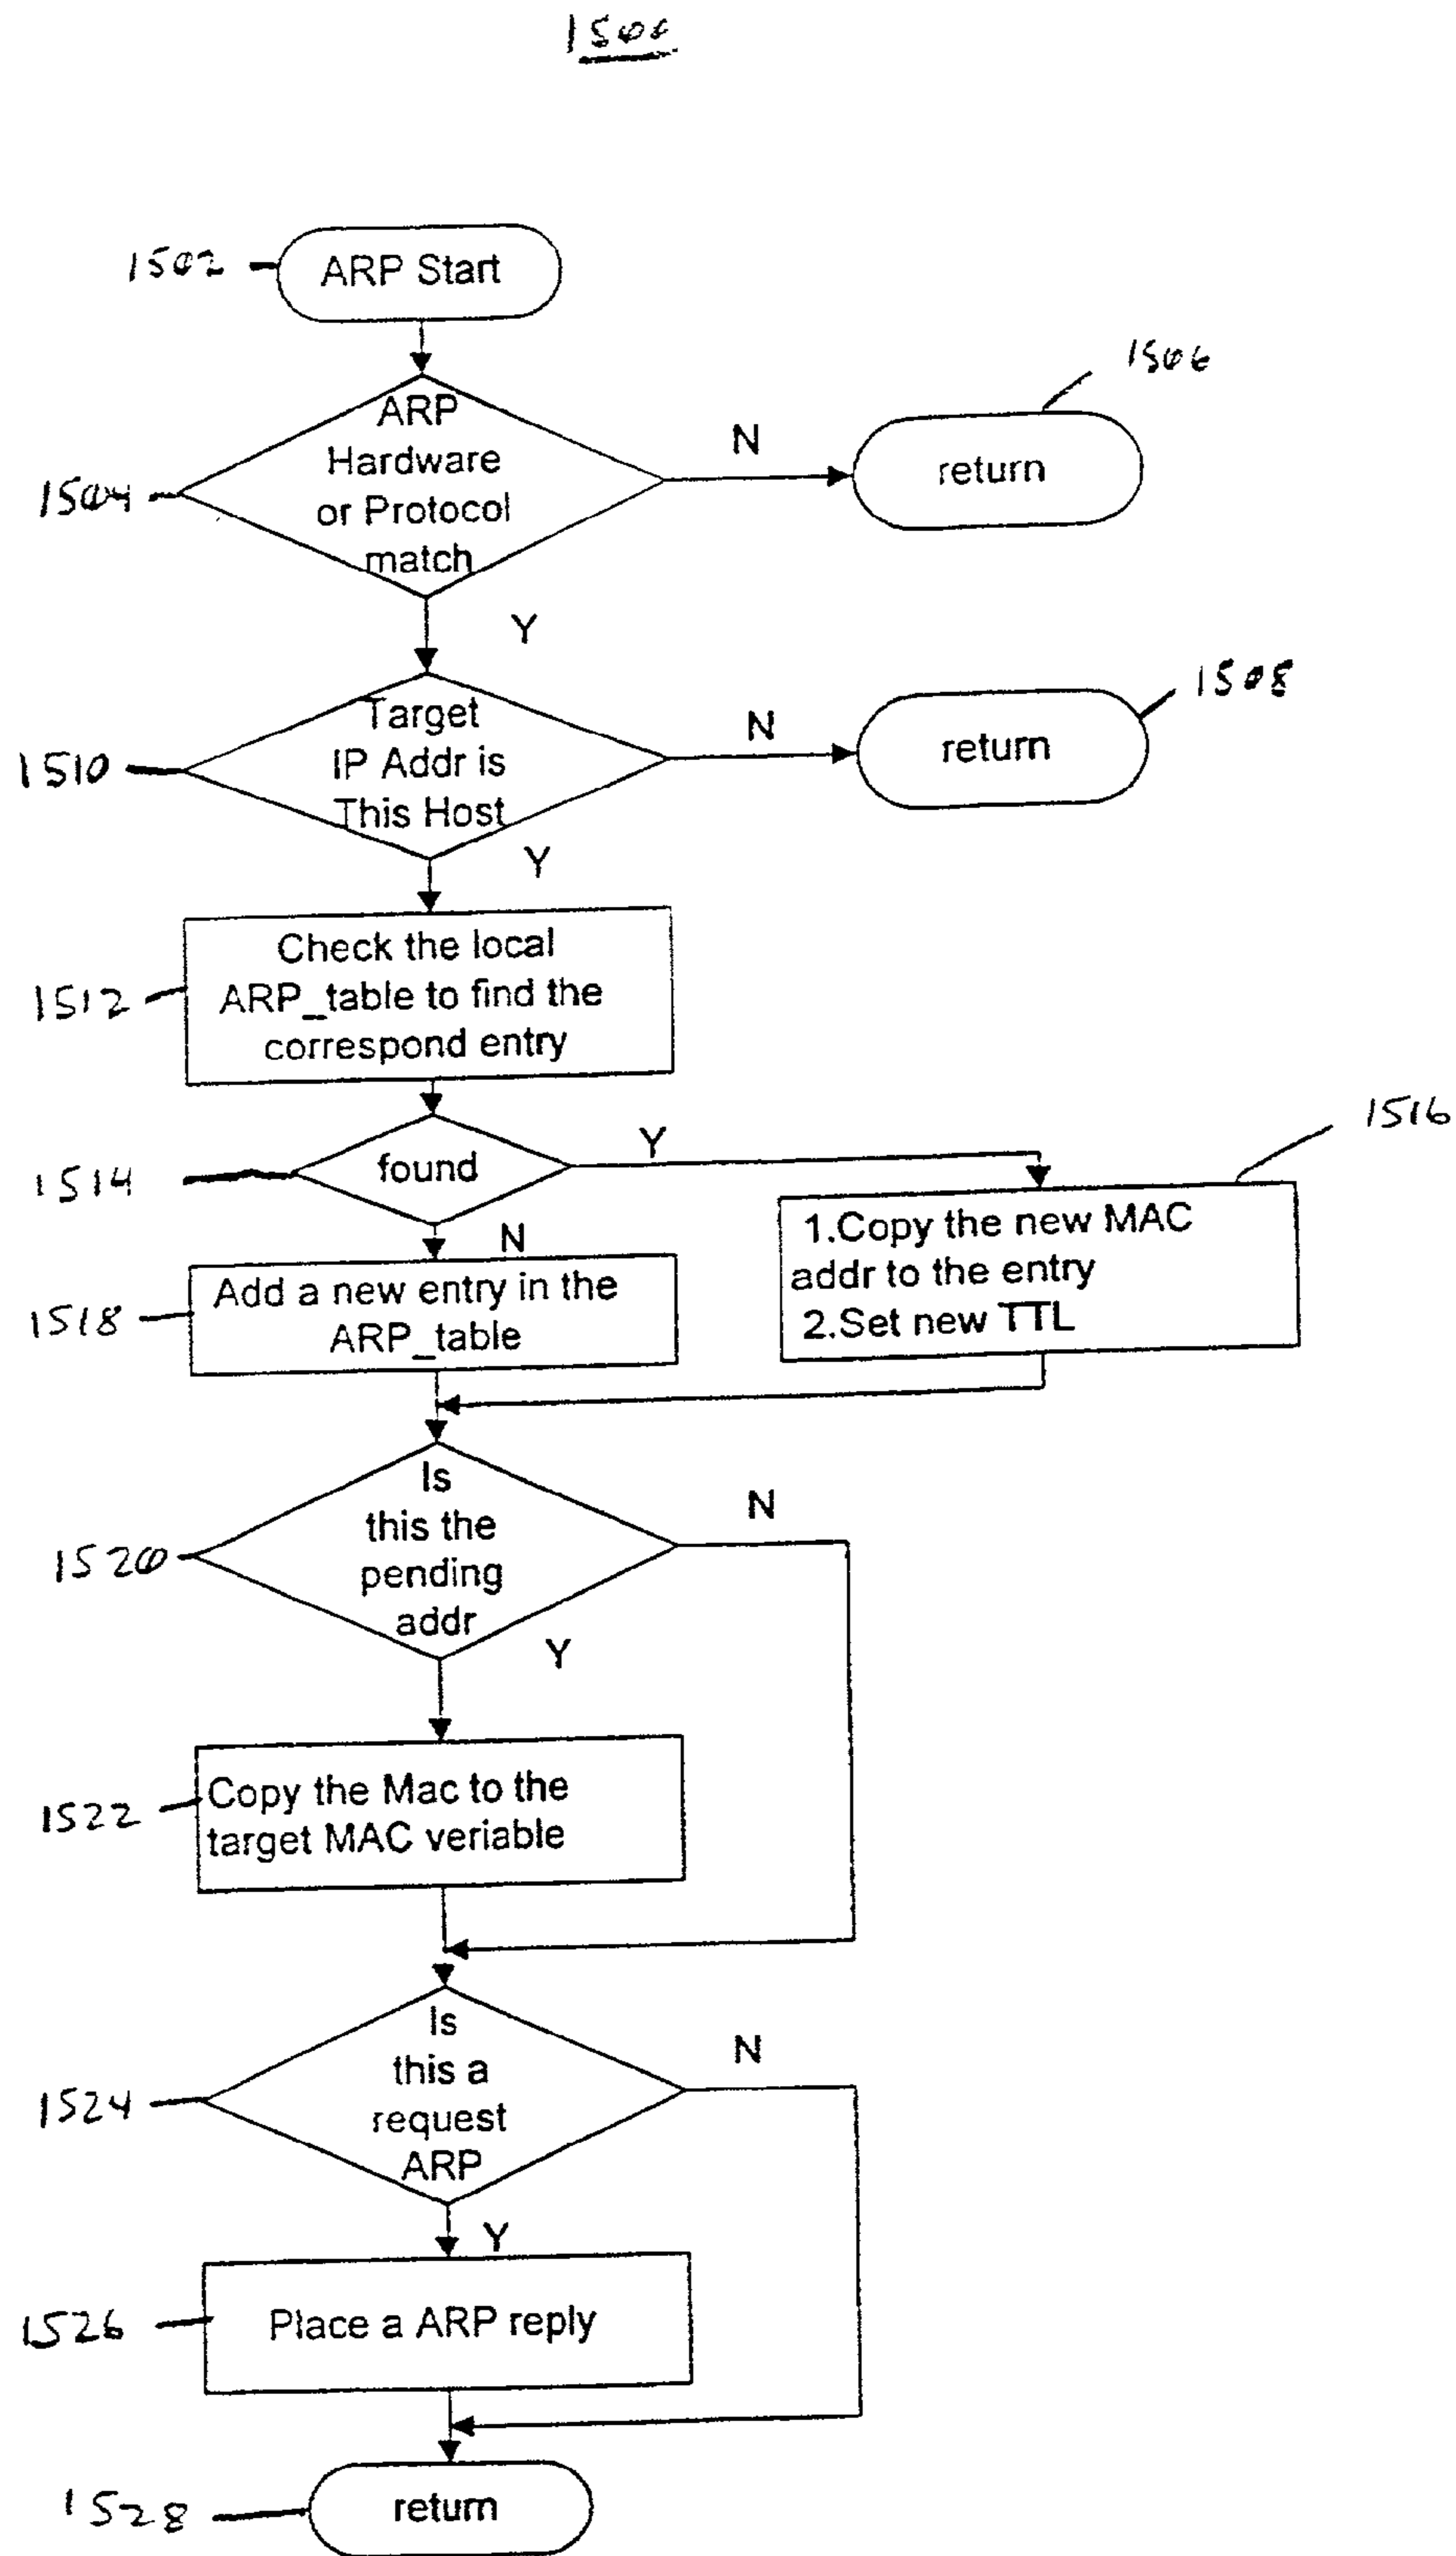 1500
1502
ARP Start
1506
1504
ARP
Hardware
or Protocol
match
N
return
Y
1508
1510
Target
IP Addr is
This Host
N
return
Y
1512
Check the local
ARP_table to find the
correspond entry
1516
1514
found
Y
N
1.Copy the new MAC
addr to the entry
2.Set new TTL
1518
Add a new entry in the
ARP_table
1520
Is
this the
pending
addr
N
Y
1522
Copy the Mac to the
target MAC veriable
1524
Is
this a
request
ARP
N
Y
1526
Place a ARP reply
1528
return